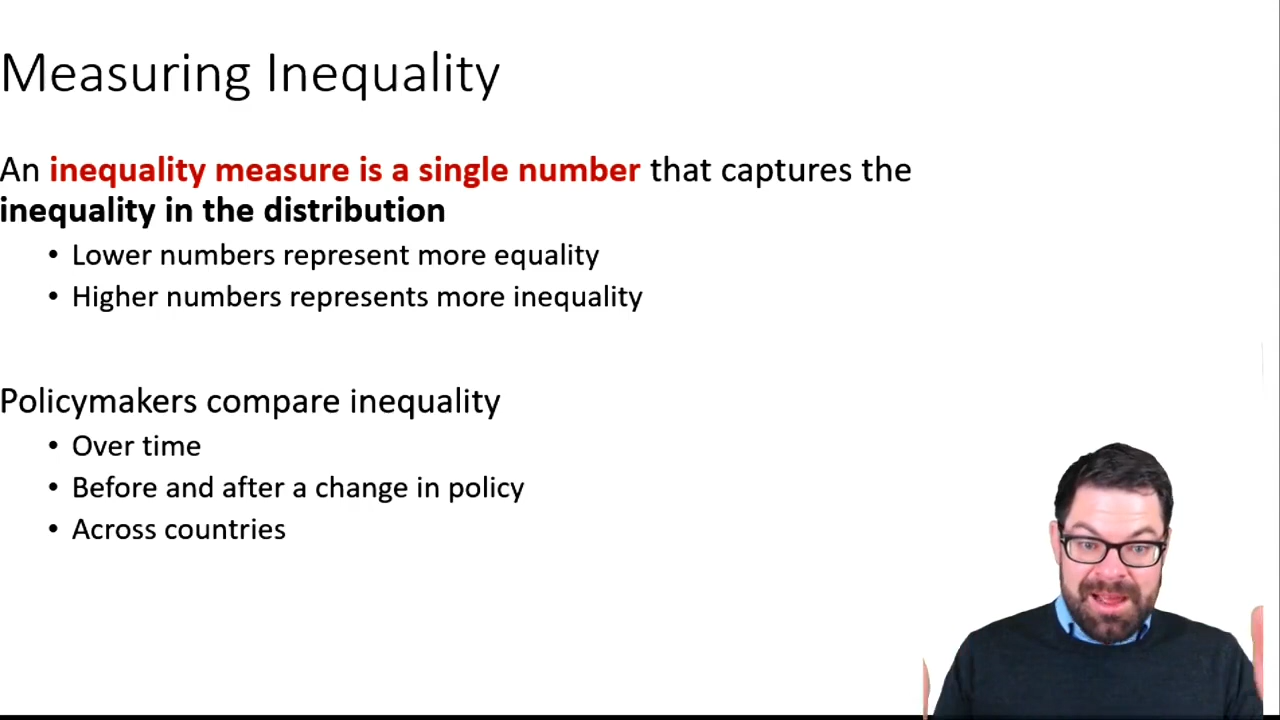 Measuring Inequality
An inequality measure is a single number that captures the
inequality in the distribution
• Lower numbers represent more equality
• Higher numbers represents more inequality
Policymakers compare inequality
• Over time
• Before and after a change in policy
• Across countries